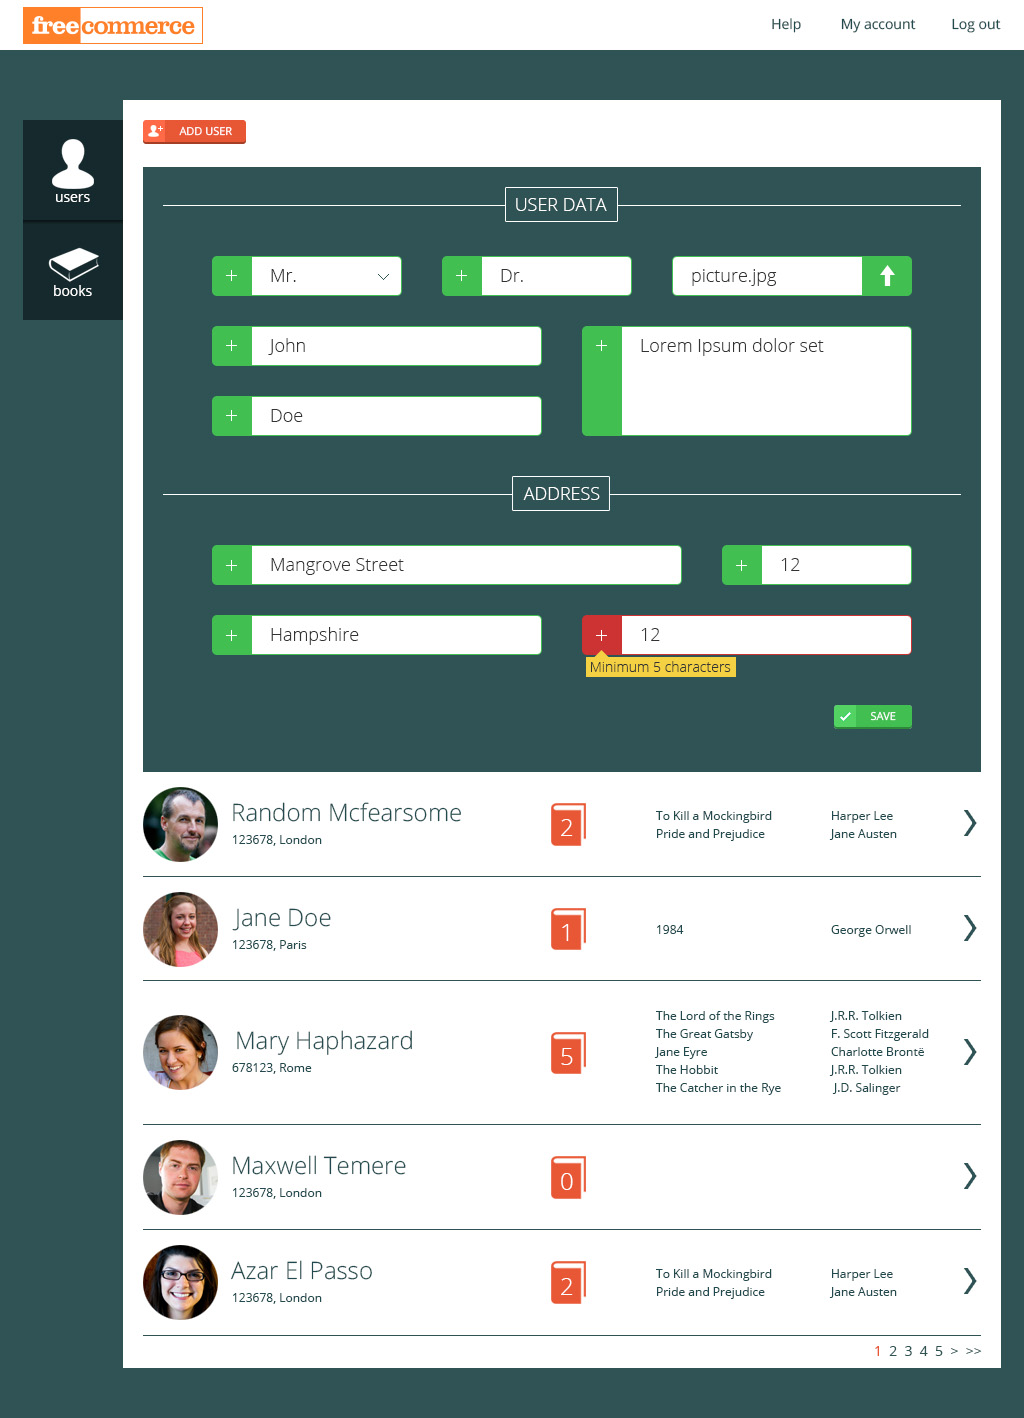 freecommerce
Help My account Log out
ADD USER
users
books
USER DATA
Mr. Dr. picture.jpg
John Lorem Ipsum dolor set
Doe
ADDRESS
Mangrove Street 12
Hampshire 12
Minimum 5 characters
SAVE
Random Mcfearsome
123678, London
2
To Kill a Mockingbird Harper Lee
Pride and Prejudice Jane Austen
Jane Doe
123678, Paris
1
1984 George Orwell
Mary Haphazard
678123, Rome
5
The Lord of the Rings J.R.R. Tolkien
The Great Gatsby F. Scott Fitzgerald
Jane Eyre Charlotte Brontë
The Hobbit J.R.R. Tolkien
The Catcher in the Rye J.D. Salinger
Maxwell Temere
123678, London
0
Azar El Passo
123678, London
2
To Kill a Mockingbird Harper Lee
Pride and Prejudice Jane Austen
1 2 3 4 5 > >>